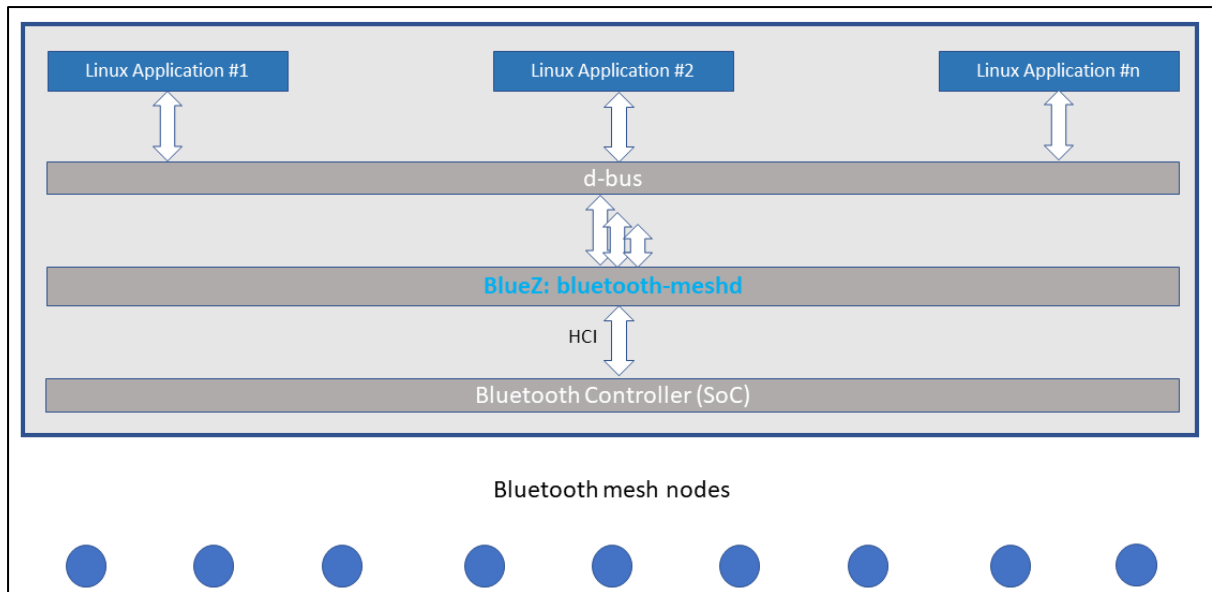 Linux Application #1
Linux Application #2
Linux Application #n
d-bus
BlueZ: bluetooth-meshd
HCI
Bluetooth Controller (SoC)
Bluetooth mesh nodes